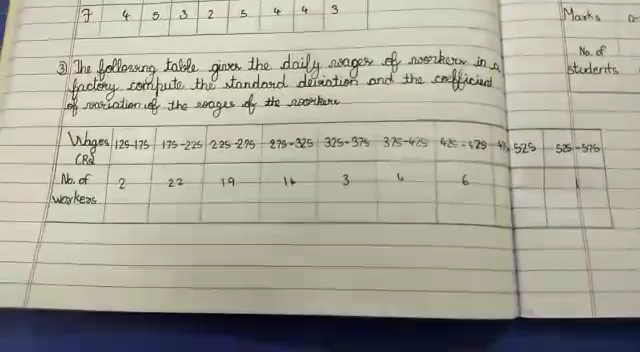 7 4 5 3 2 5 4 4 3
Marks
No. of
students
③ The following table gives the daily wages of workers in a
factory compute the standard deviation and the coefficient
of variation of the wages of the workers
Wages 125-175 175-225 225-275 275-325 325-375 375-425 425-475 525 525-575
(Rs)
No. of 2 22 19 14 3 4 6
workers